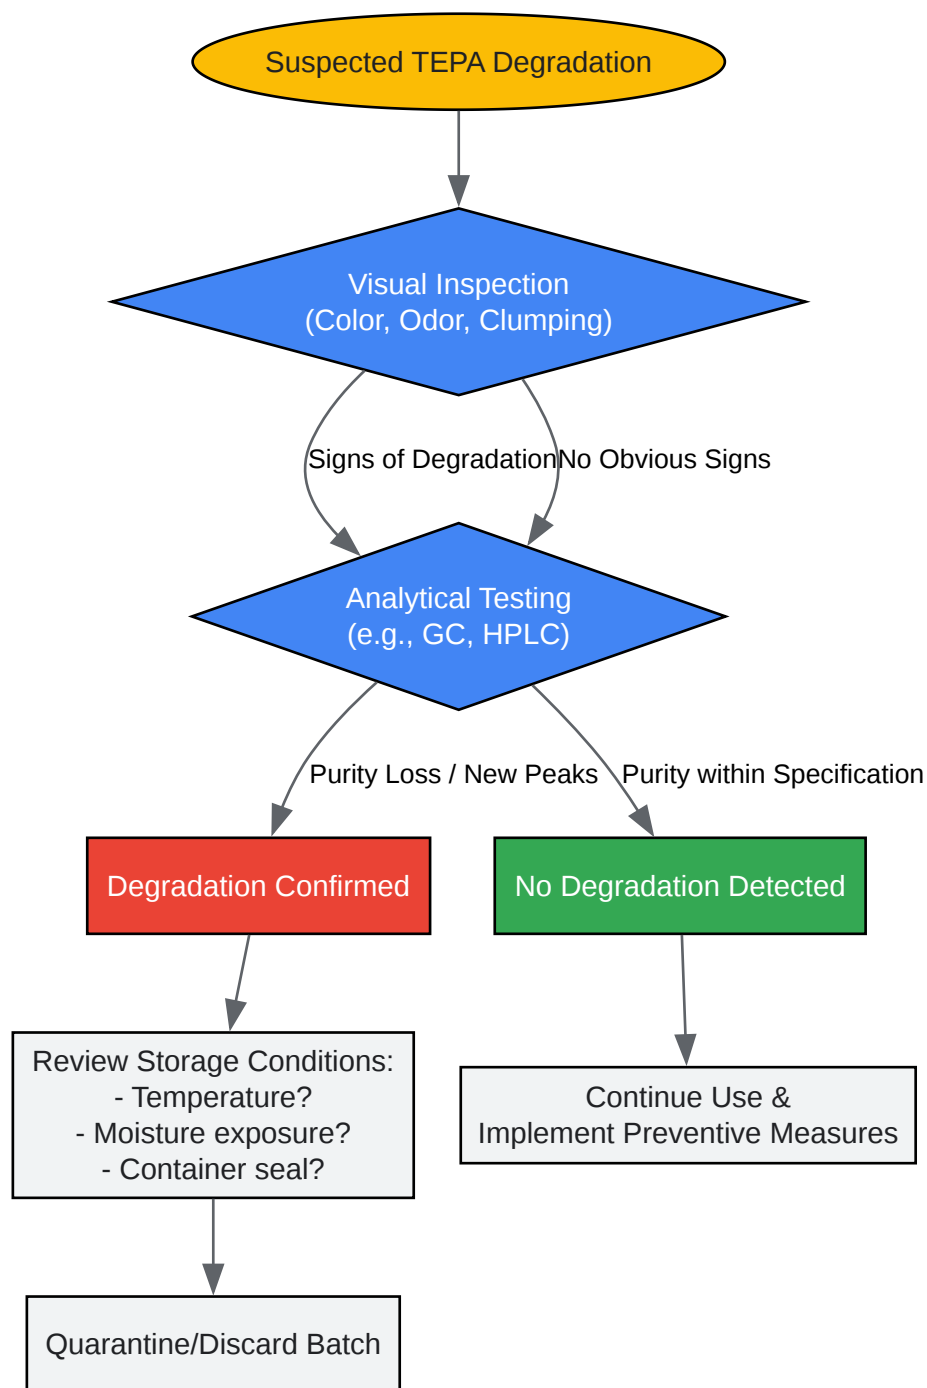 Suspected TEPA Degradation
Visual Inspection
(Color, Odor, Clumping)
Signs of Degradation
No Obvious Signs
Analytical Testing
(e.g., GC, HPLC)
Purity Loss / New Peaks
Purity within Specification
Degradation Confirmed
No Degradation Detected
Review Storage Conditions:
- Temperature?
- Moisture exposure?
- Container seal?
Continue Use &
Implement Preventive Measures
Quarantine/Discard Batch